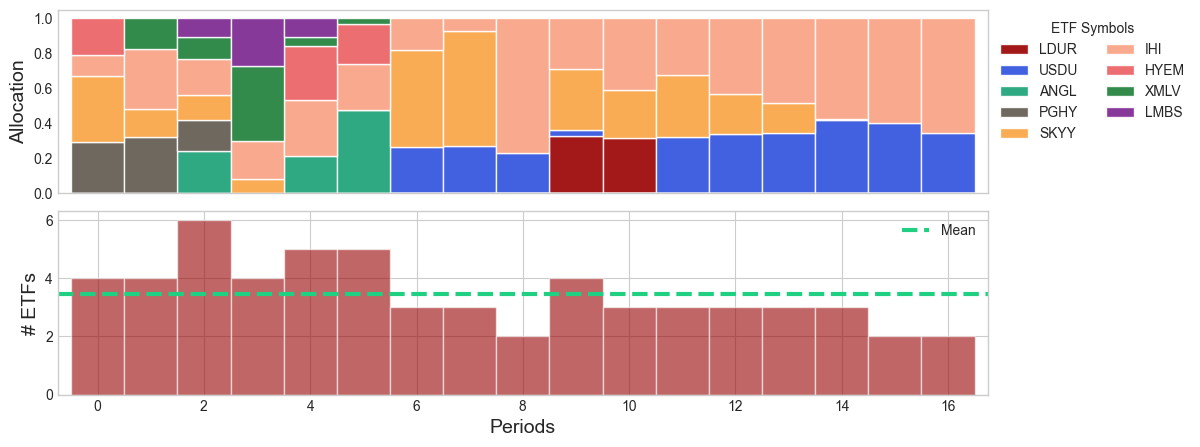 1.0
0.8
0.6
0.4
0.2
0.0
Allocation
ETF Symbols
LDUR
USDU
ANGL
PGHY
SKYY
IHI
HYEM
XMLV
LMBS
6
4
2
0
# ETFs
Mean
0 2 4 6 8 10 12 14 16
Periods